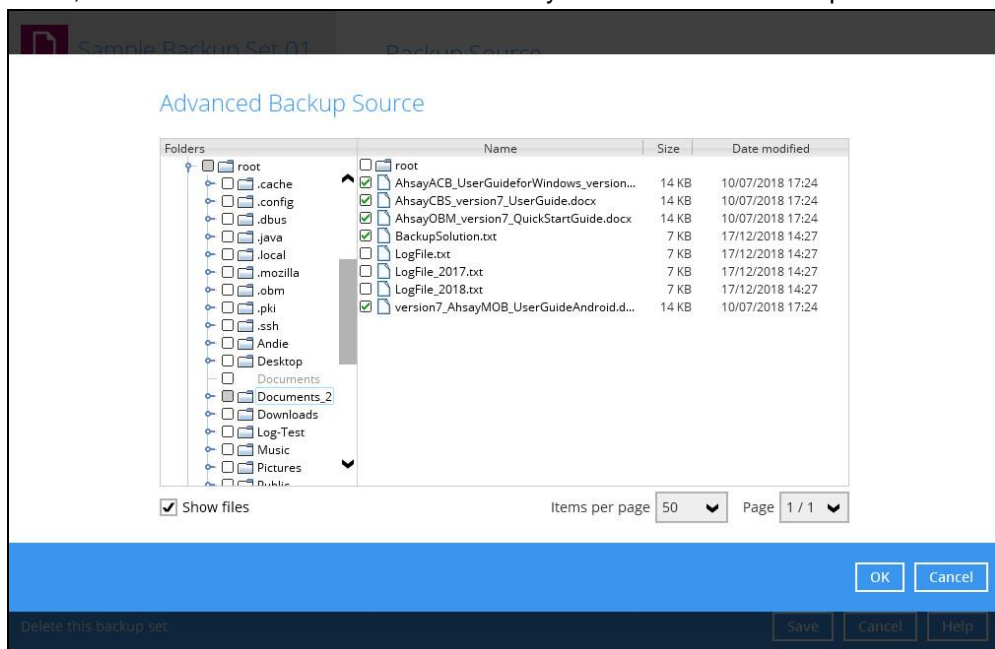 Sample Backup Set 01
Backup Source
Advanced Backup Source
Folders Name Size Date modified
root
.cache
.config
.dbus
.java
.local
.mozilla
.obm
.pki
.ssh
Andie
Desktop
Documents
Documents_2
Downloads
Log-Test
Music
Pictures
Public
root
AhsayACB_UserGuideforWindows_version... 14 KB 10/07/2018 17:24
AhsayCBS_version7_UserGuide.docx 14 KB 10/07/2018 17:24
AhsayOBM_version7_QuickStartGuide.docx 14 KB 10/07/2018 17:24
BackupSolution.txt 7 KB 17/12/2018 14:27
LogFile.txt 7 KB 17/12/2018 14:27
LogFile_2017.txt 7 KB 17/12/2018 14:27
LogFile_2018.txt 7 KB 17/12/2018 14:27
version7_AhsayMOB_UserGuideAndroid.d... 14 KB 10/07/2018 17:24
Show files
Items per page 50 Page 1 / 1
OK Cancel
Delete this backup set Save Cancel Help